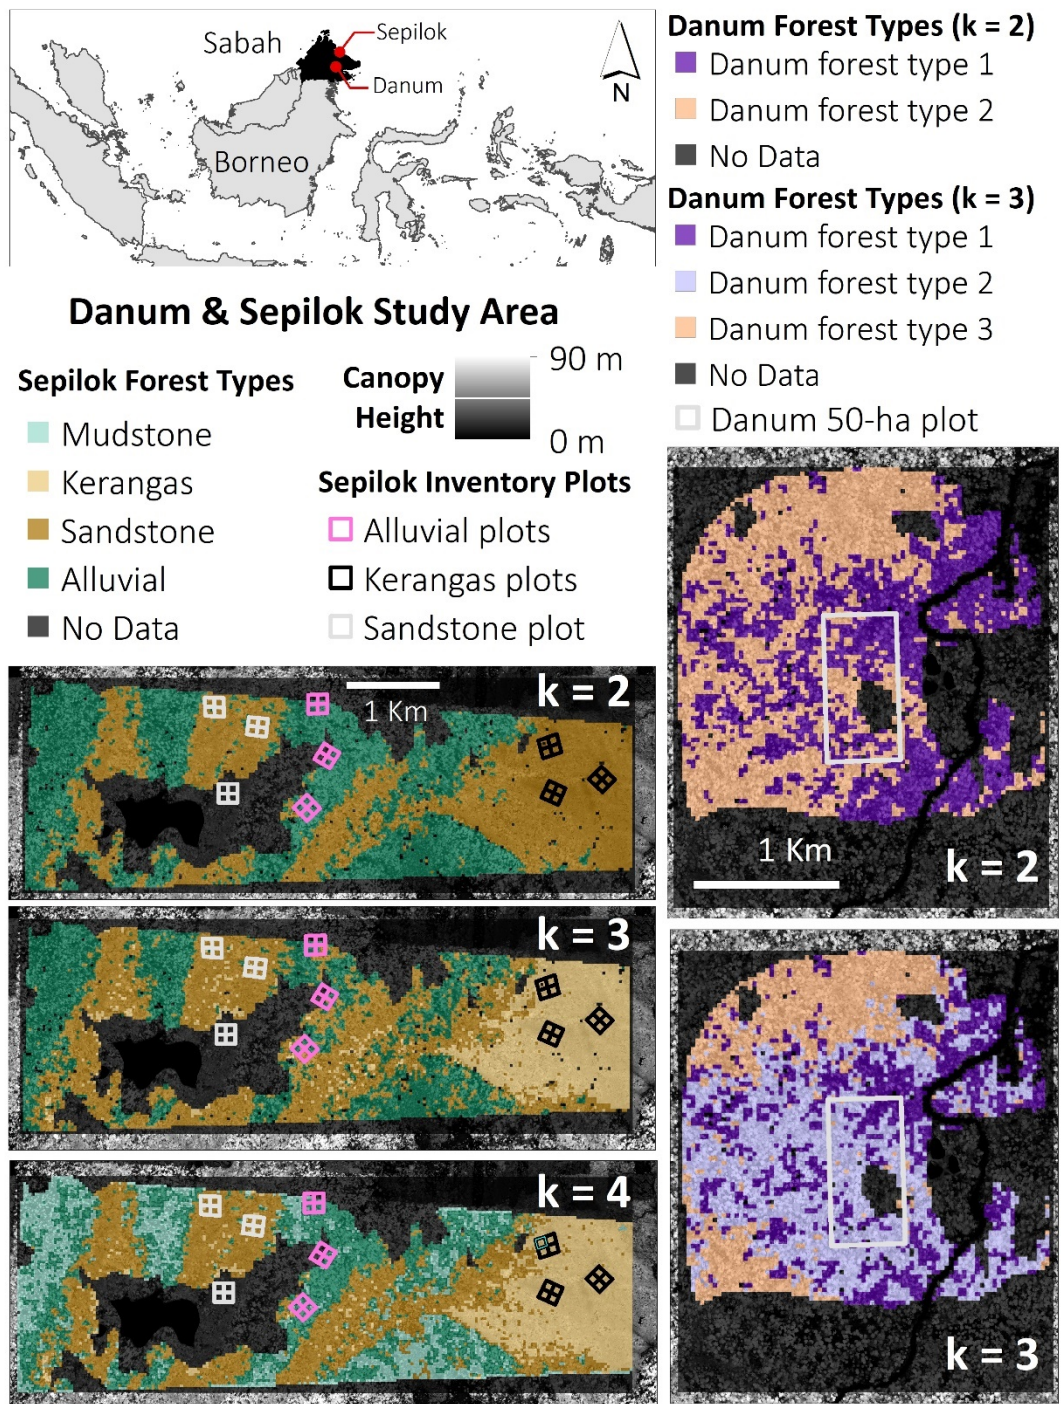 Sabah
Sepilok
Danum
N
Borneo
Danum & Sepilok Study Area
Sepilok Forest Types
Mudstone
Kerangas
Sandstone
Alluvial
No Data
Canopy
Height
90 m
0 m
Sepilok Inventory Plots
Alluvial plots
Kerangas plots
Sandstone plot
Danum Forest Types (k = 2)
Danum forest type 1
Danum forest type 2
No Data
Danum Forest Types (k = 3)
Danum forest type 1
Danum forest type 2
Danum forest type 3
No Data
Danum 50-ha plot
1 Km
k = 2
k = 3
k = 4
1 Km
k = 2
k = 3